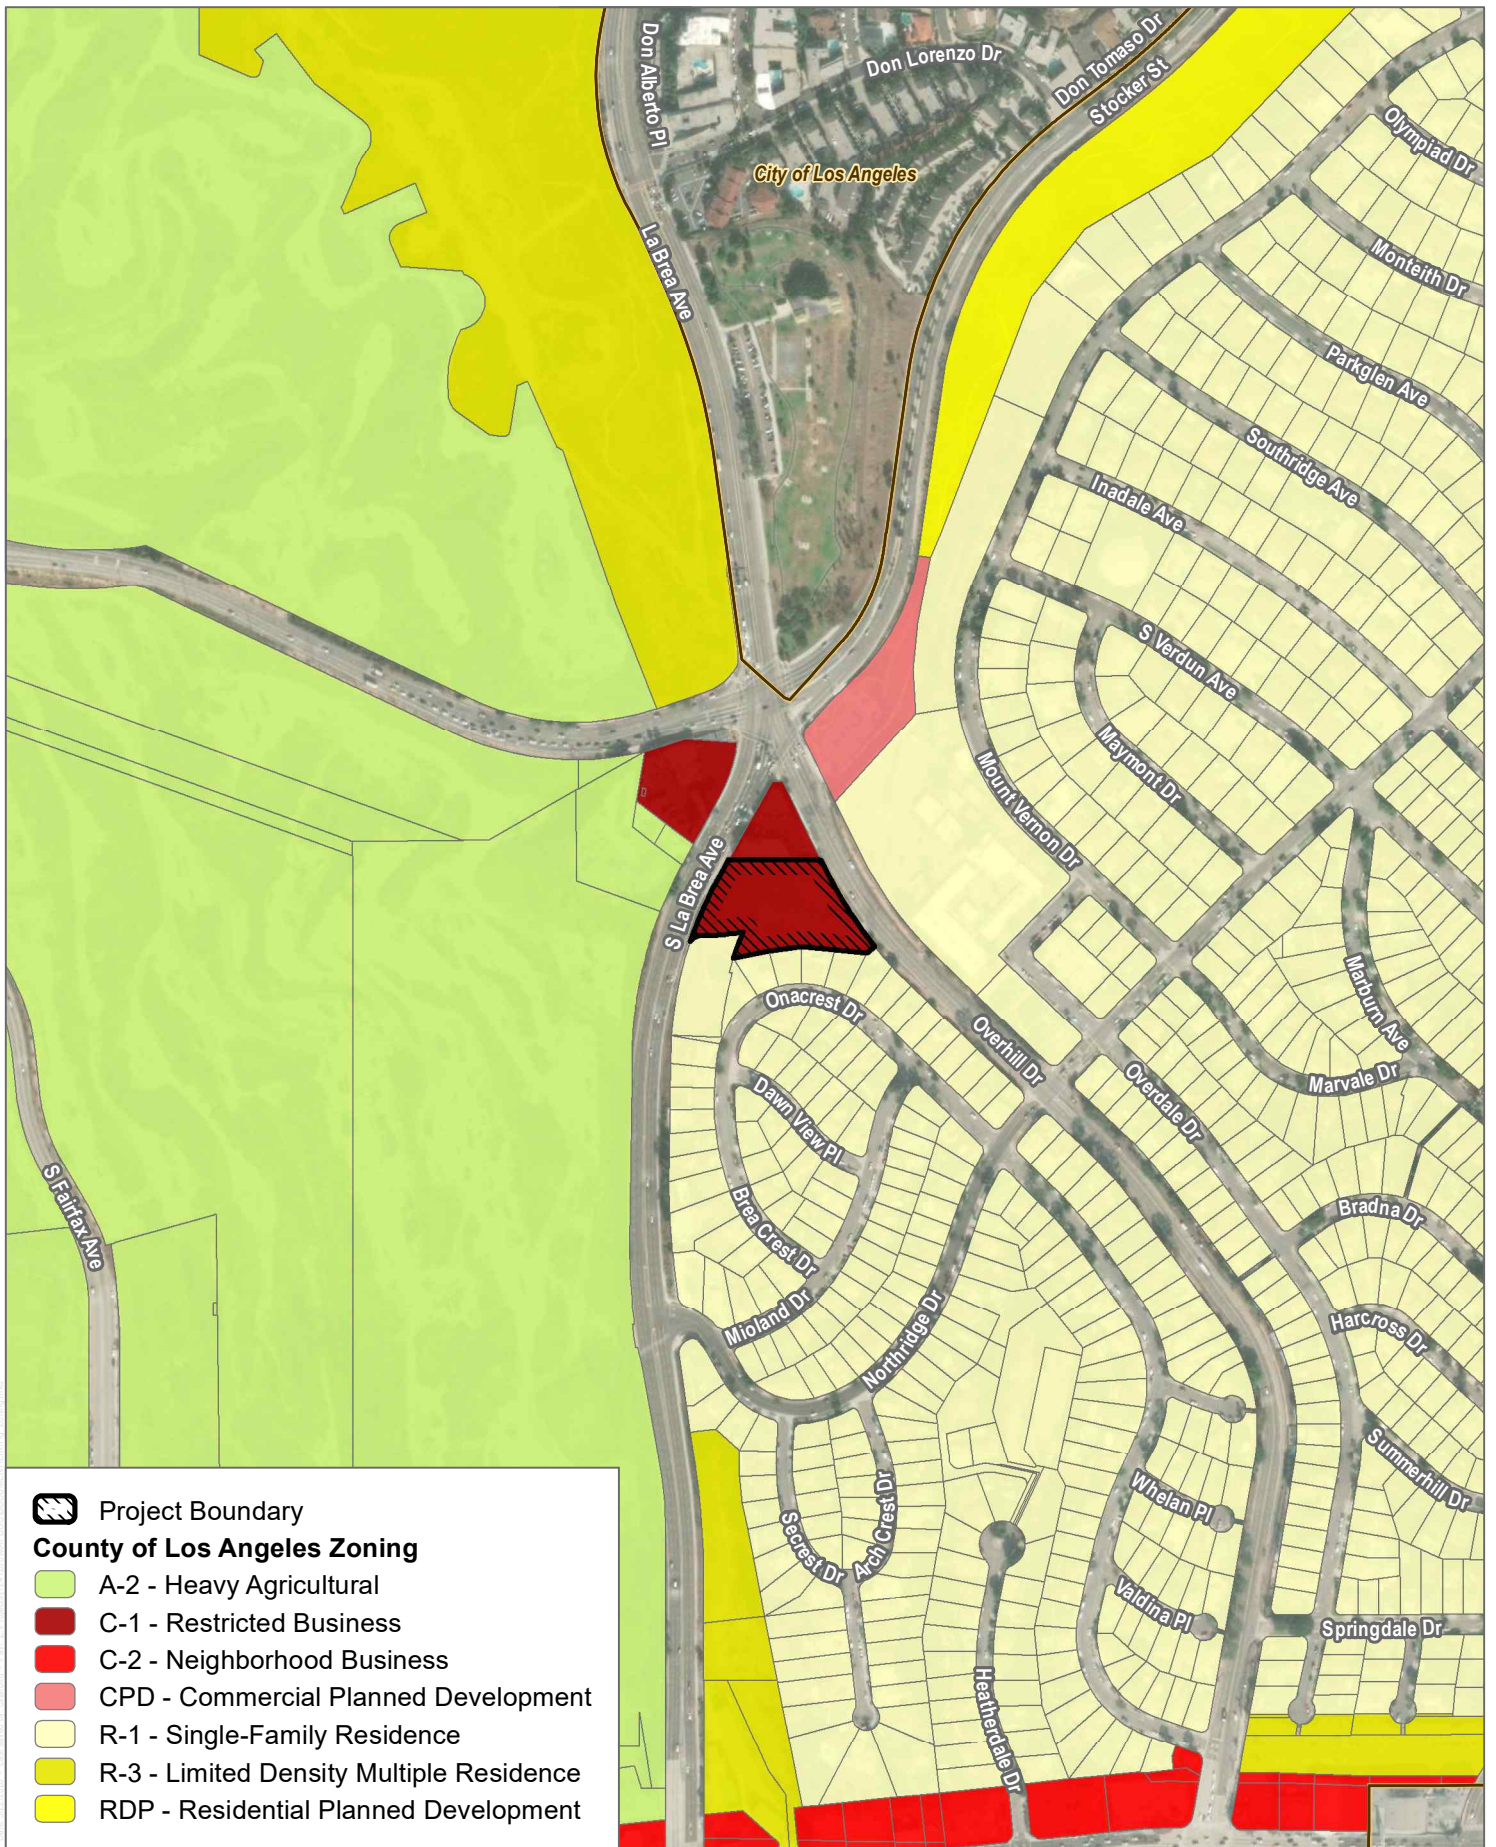 Don Alberto Pl
Don Lorenzo Dr
Don Tomaso Dr
Stocker St
City of Los Angeles
Olympiad Dr
La Brea Ave
Monteith Dr
Parkglen Ave
Southridge Ave
Inadale Ave
S Verdun Ave
Maymont Dr
Mount Vernon Dr
S La Brea Ave
Onacrest Dr
Overhill Dr
Marburn Ave
Marvale Dr
Overdale Dr
Dawn View Pl
S Fairfax Ave
Brea Crest Dr
Bradna Dr
Mioland Dr
Northridge Dr
Harcross Dr
Summerhill Dr
Whelan Pl
Secrest Dr
Arch Crest Dr
Valdina Pl
Springdale Dr
Heatherdale Dr
Project Boundary
County of Los Angeles Zoning
A-2 - Heavy Agricultural
C-1 - Restricted Business
C-2 - Neighborhood Business
CPD - Commercial Planned Development
R-1 - Single-Family Residence
R-3 - Limited Density Multiple Residence
RDP - Residential Planned Development